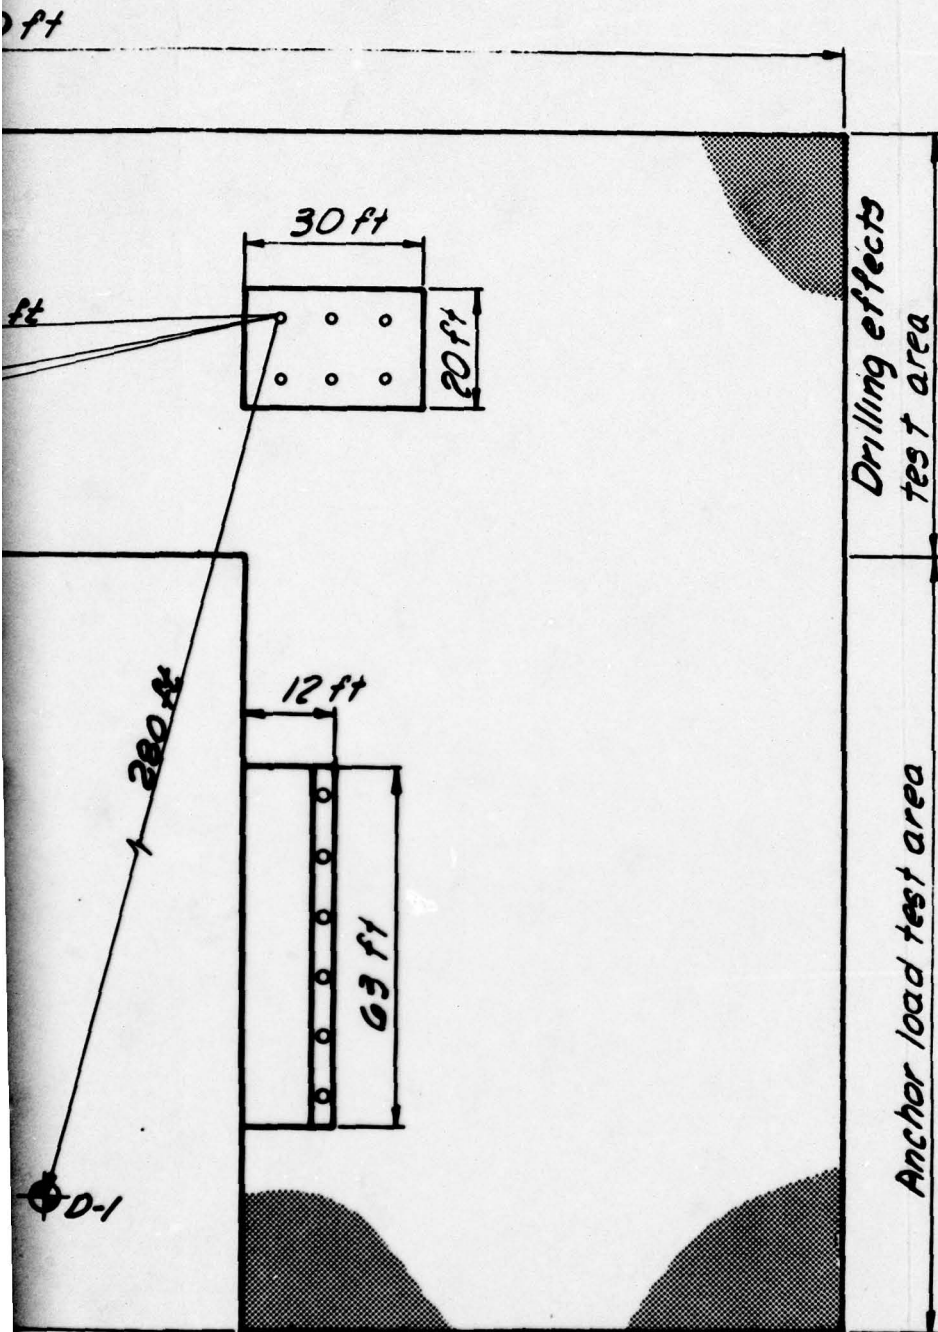 ft
30 ft
ft
20 ft
Drilling effects
test area
280 ft
12 ft
63 ft
Anchor load test area
D-1